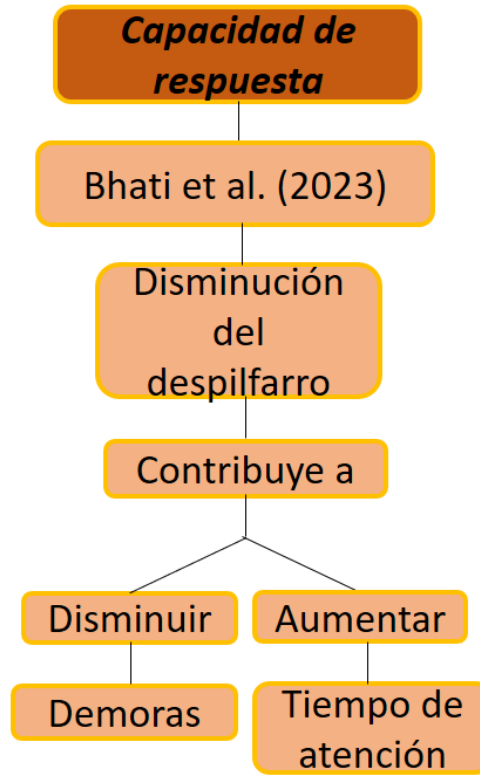 Capacidad de
respuesta
Bhati et al. (2023)
Disminución
del
despilfarro
Contribuye a
Disminuir
Aumentar
Demoras
Tiempo de
atención